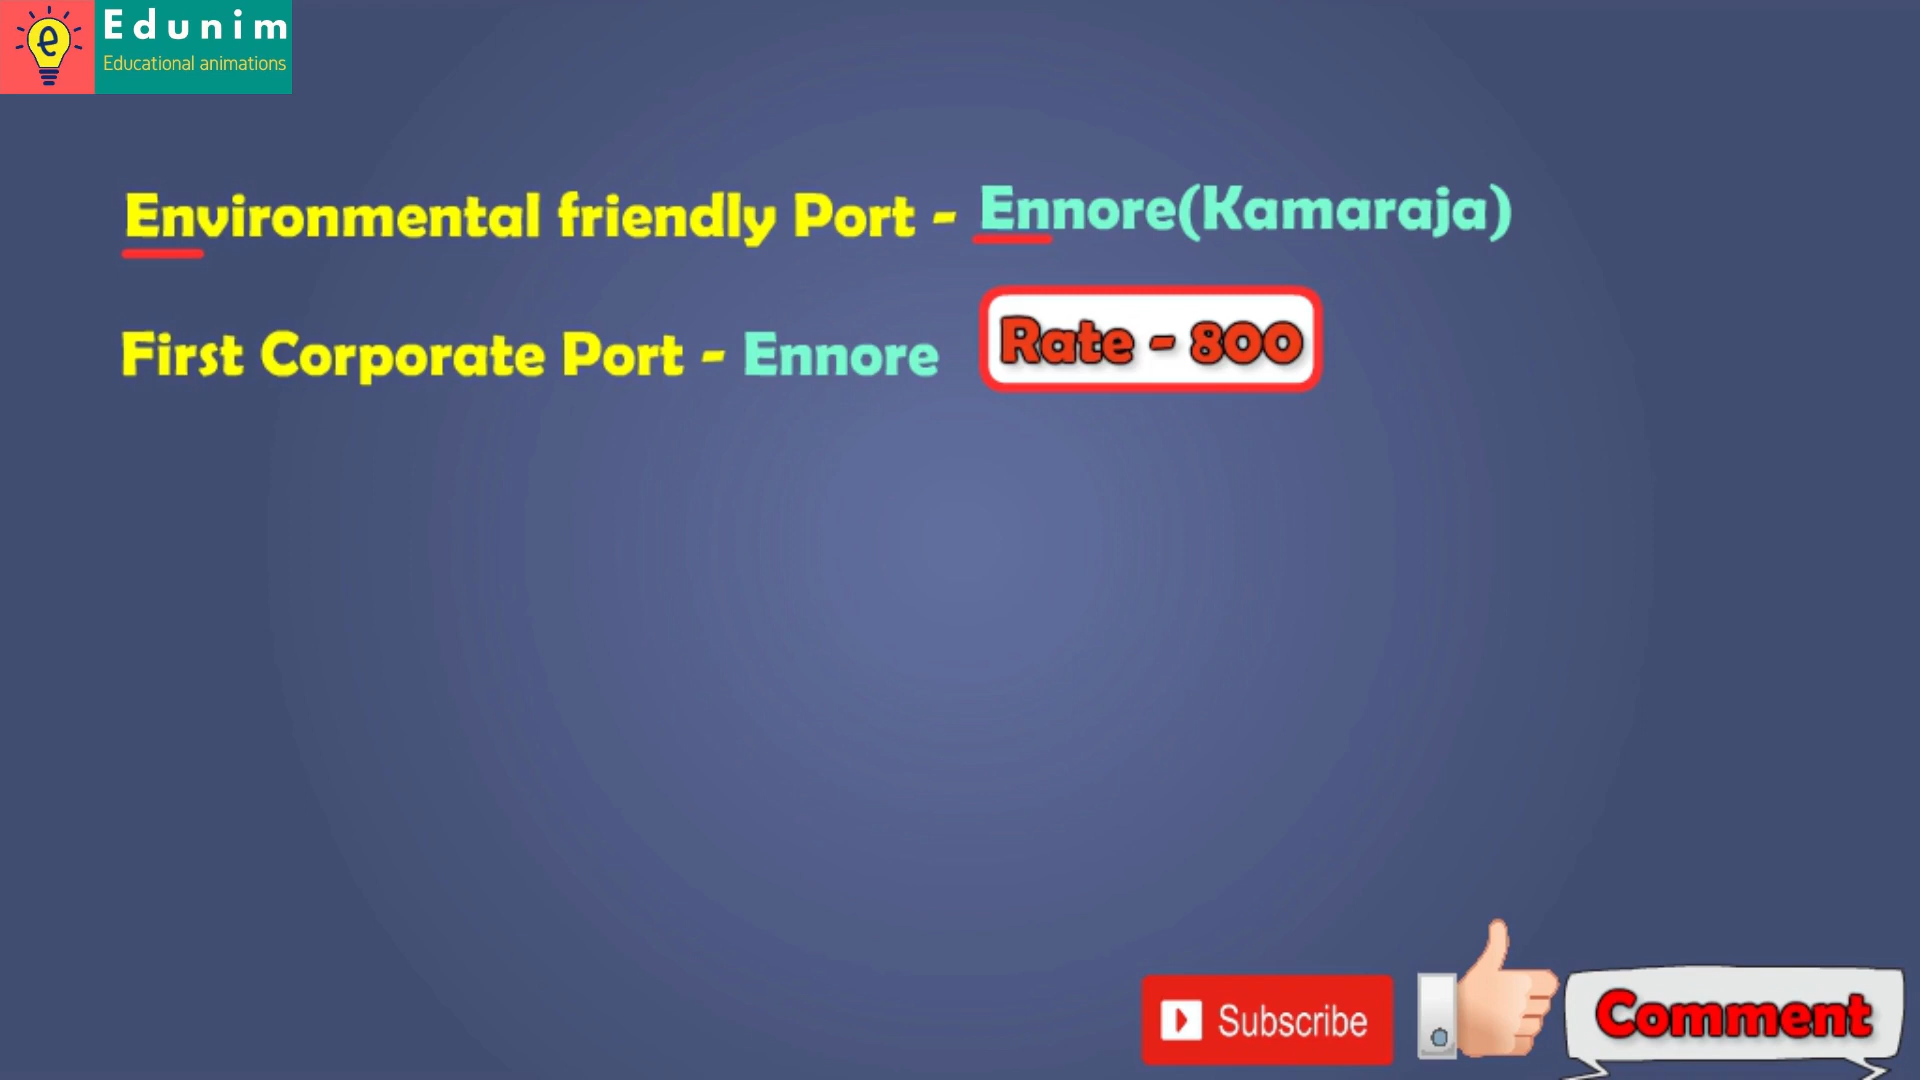 Edunim
Educational animations
Environmental friendly Port - Ennore(Kamaraja)
First Corporate Port - Ennore
Rate - 800
Subscribe
Comment